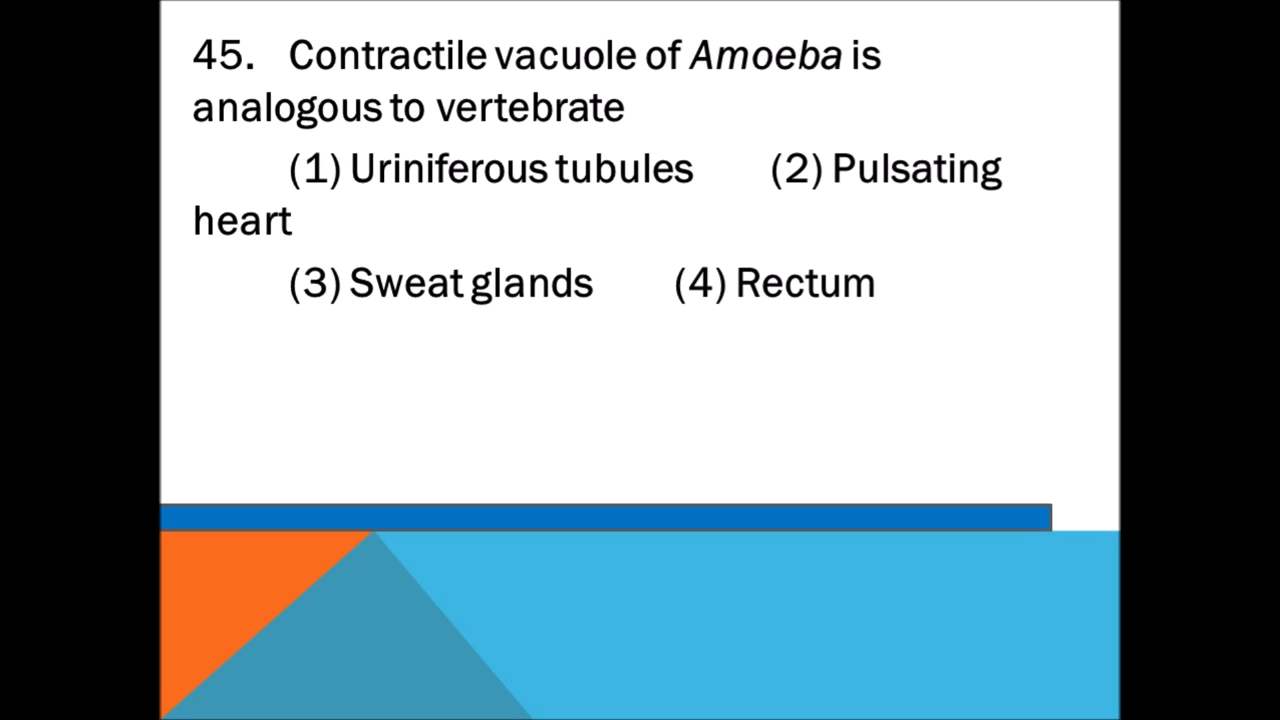 45. Contractile vacuole of Amoeba is
analogous to vertebrate
(1) Uriniferous tubules (2) Pulsating
heart
(3) Sweat glands (4) Rectum